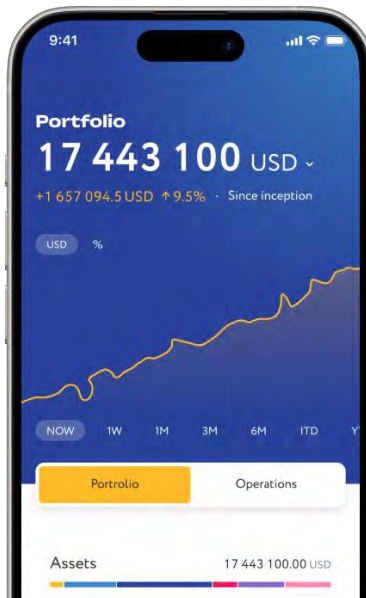 9:41
Portfolio
17 443 100 USD
+1 657 094.5 USD ↑ 9.5% · Since inception
USD %
NOW 1W 1M 3M 6M ITD Y
Portrolio Operations
Assets 17 443 100.00 USD